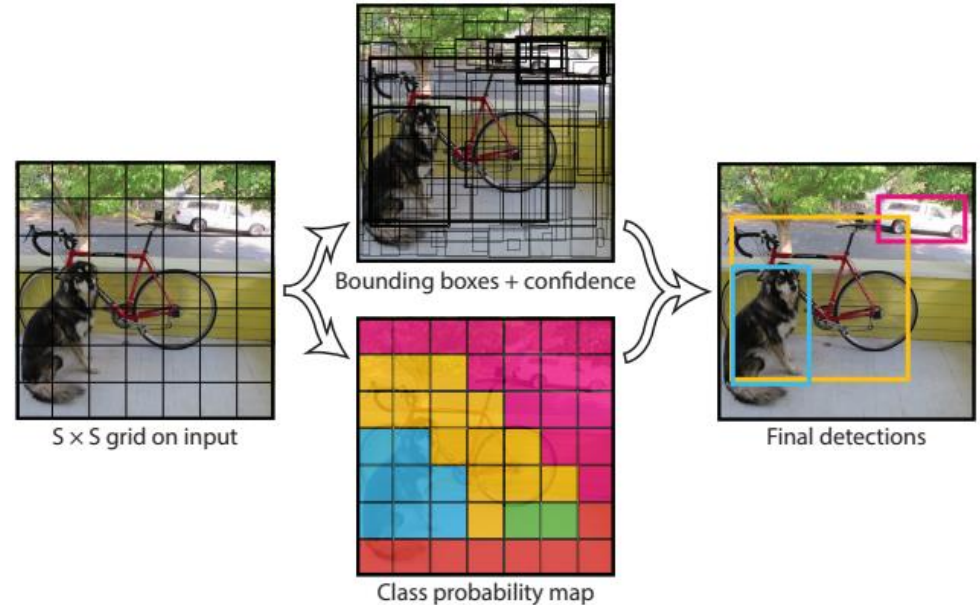 Bounding boxes + confidence
S × S grid on input
Final detections
Class probability map